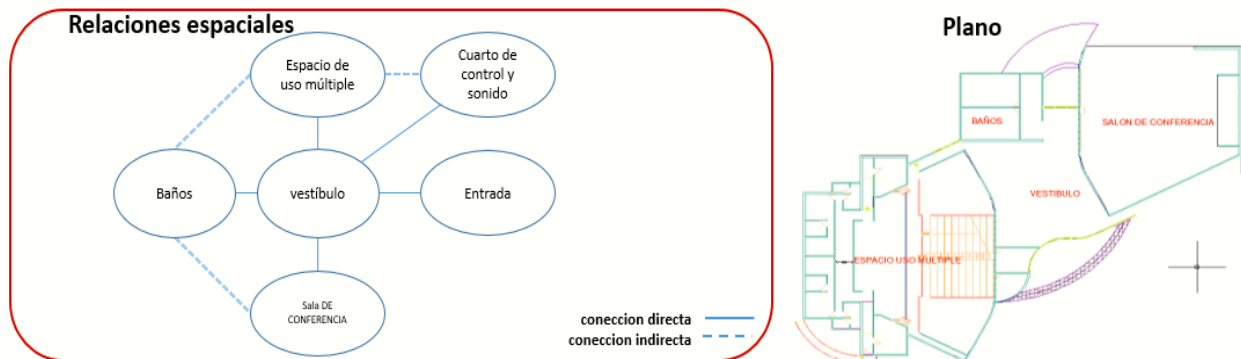 Relaciones espaciales
Espacio de
uso múltiple
Cuarto de
control y
sonido
Baños
vestíbulo
Entrada
Sala DE
CONFERENCIA
coneccion directa
coneccion indirecta
Plano
BAÑOS
SALON DE CONFERENCIA
VESTIBULO
ESPACIO USO MULTIPLE